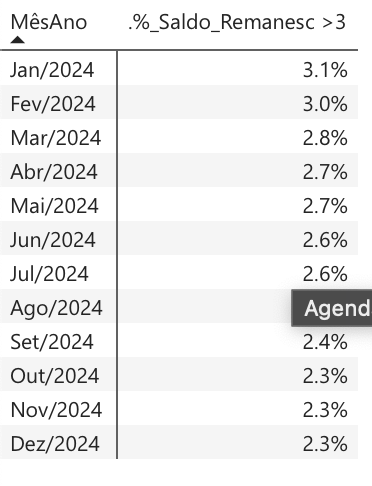 MêsAno .%_Saldo_Remanesc >3
Jan/2024 3.1%
Fev/2024 3.0%
Mar/2024 2.8%
Abr/2024 2.7%
Mai/2024 2.7%
Jun/2024 2.6%
Jul/2024 2.6%
Ago/2024 Agend
Set/2024 2.4%
Out/2024 2.3%
Nov/2024 2.3%
Dez/2024 2.3%